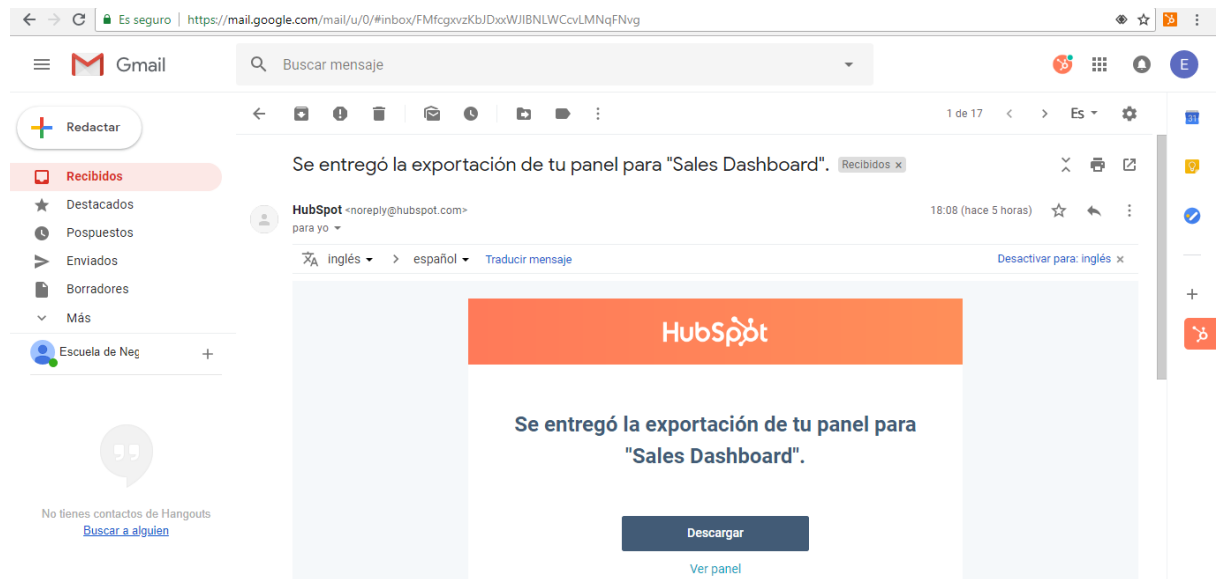 Es seguro | https://mail.google.com/mail/u/0/#inbox/FMfcgxvzKbJDxxWJlBNLWCcvLMNqFNvg
Gmail
Buscar mensaje
E
Redactar
1 de 17
Es
31
Se entregó la exportación de tu panel para "Sales Dashboard". Recibidos x
Recibidos
Destacados
Pospuestos
Enviados
Borradores
Más
Escuela de Neg
HubSpot <noreply@hubspot.com>
18:08 (hace 5 horas)
para yo
inglés > español Traducir mensaje
Desactivar para: inglés x
HubSpot
Se entregó la exportación de tu panel para
"Sales Dashboard".
Descargar
Ver panel
No tienes contactos de Hangouts
Buscar a alguien